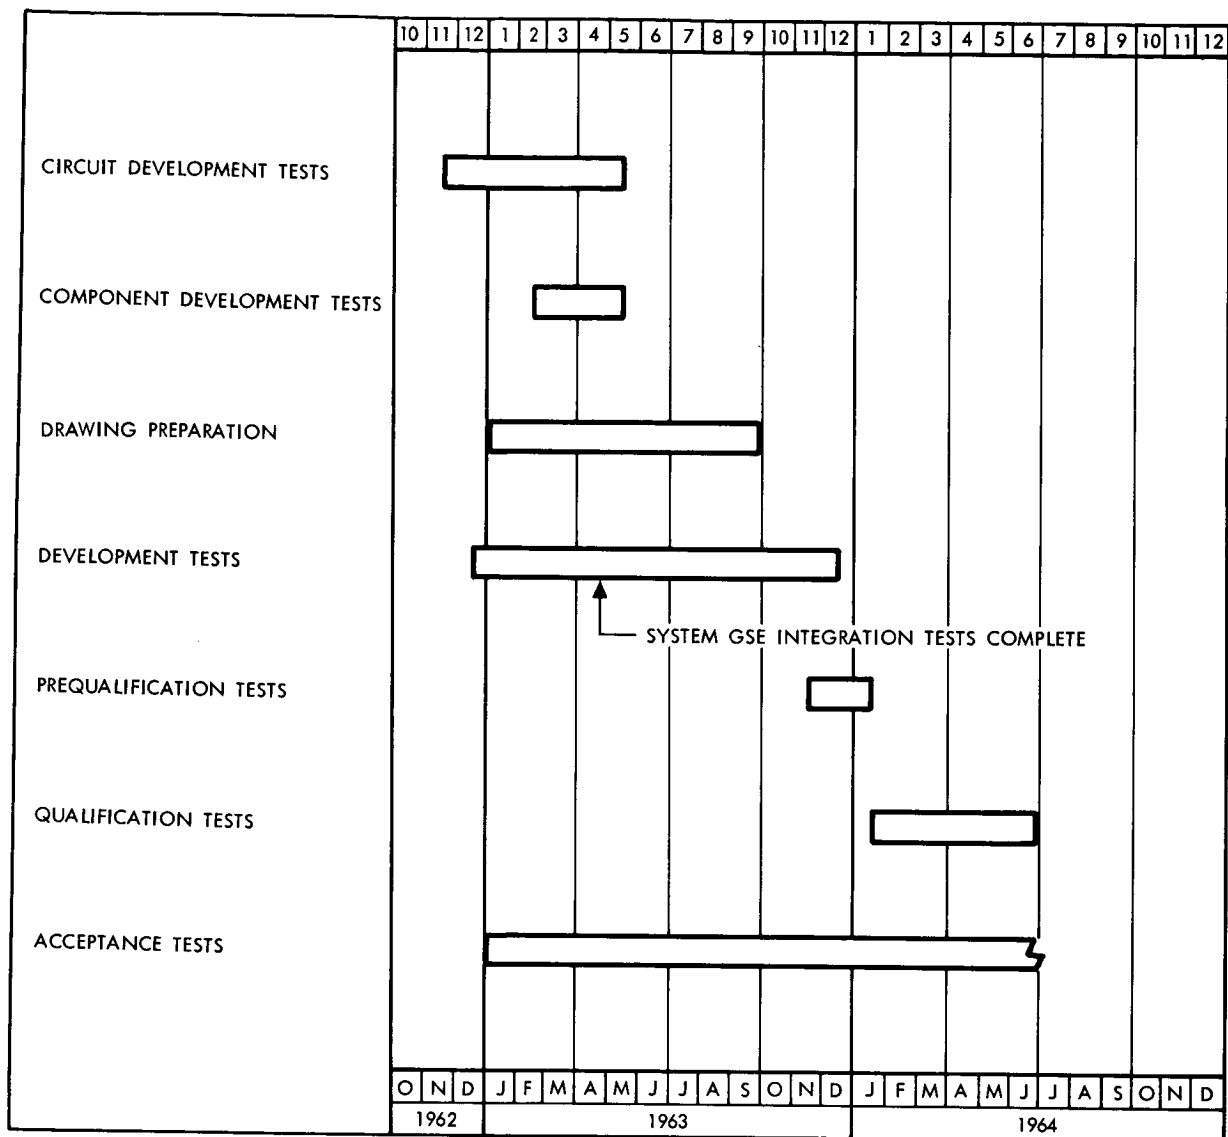 10 11 12 1 2 3 4 5 6 7 8 9 10 11 12 1 2 3 4 5 6 7 8 9 10 11 12
CIRCUIT DEVELOPMENT TESTS
COMPONENT DEVELOPMENT TESTS
DRAWING PREPARATION
DEVELOPMENT TESTS
SYSTEM GSE INTEGRATION TESTS COMPLETE
PREQUALIFICATION TESTS
QUALIFICATION TESTS
ACCEPTANCE TESTS
O N D J F M A M J J A S O N D J F M A M J J A S O N D
1962 1963 1964